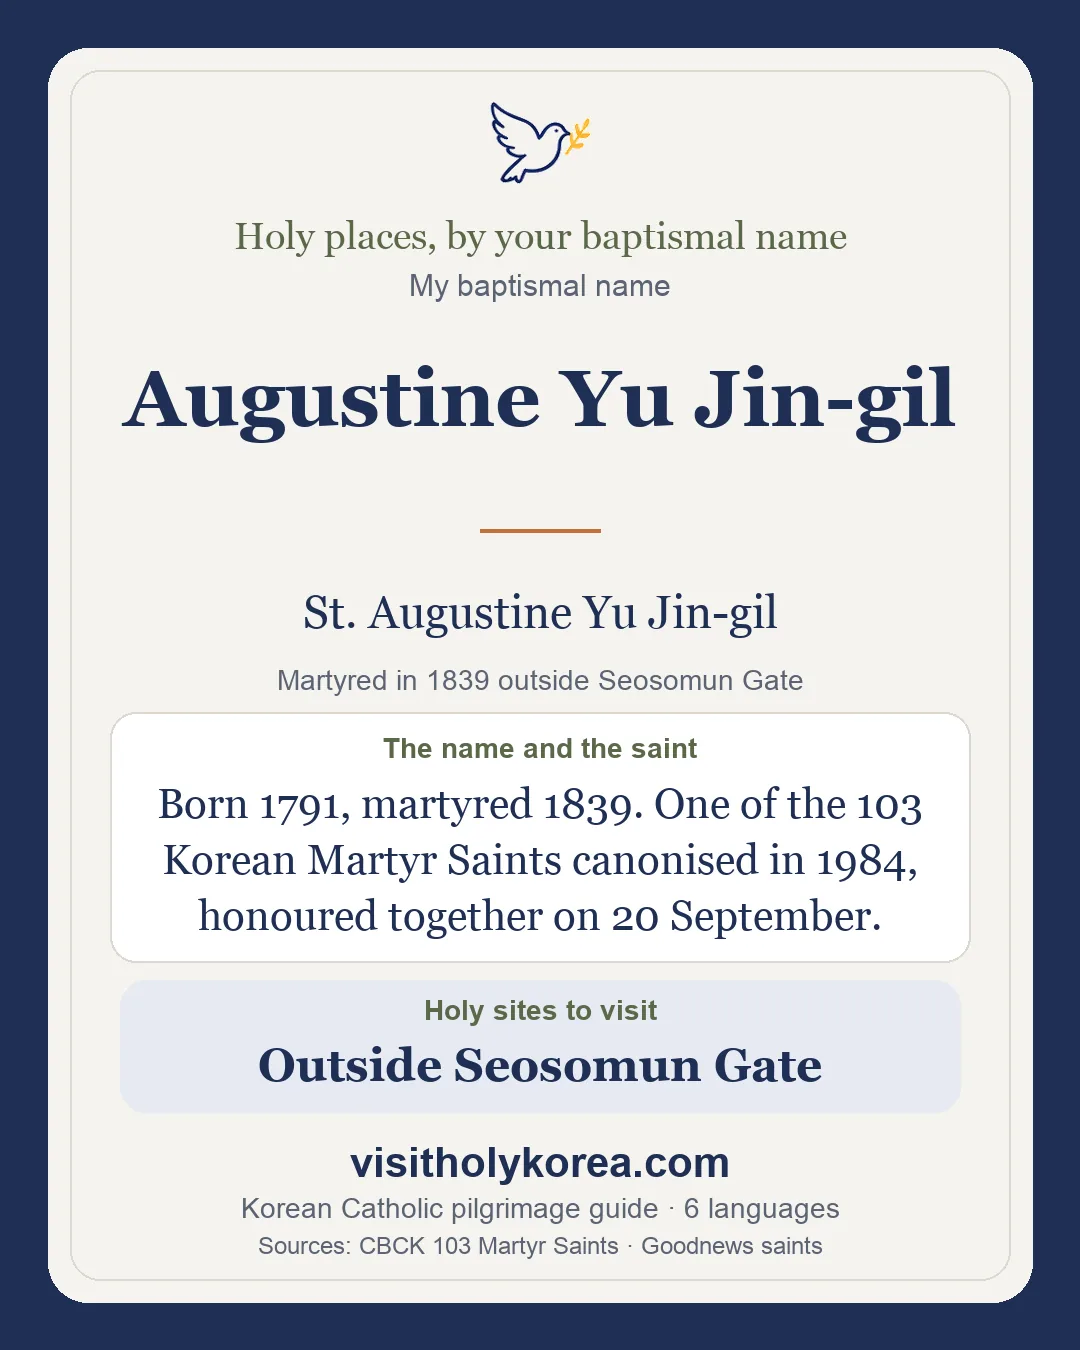 Holy places, by your baptismal name
My baptismal name
Augustine Yu Jin-gil
St. Augustine Yu Jin-gil
Martyred in 1839 outside Seosomun Gate
The name and the saint
Born 1791, martyred 1839. One of the 103
Korean Martyr Saints canonised in 1984,
honoured together on 20 September.
Holy sites to visit
Outside Seosomun Gate
visitholykorea.com
Korean Catholic pilgrimage guide · 6 languages
Sources: CBCK 103 Martyr Saints · Goodnews saints